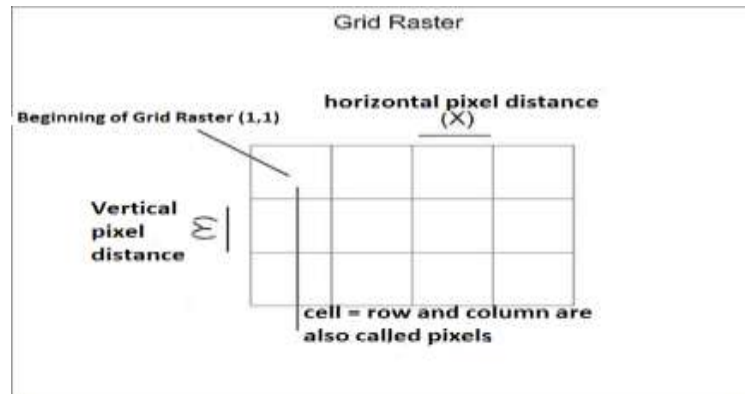 Grid Raster
horizontal pixel distance
(X)
Beginning of Grid Raster (1,1)
Vertical
pixel
distance
(Y)
cell = row and column are
also called pixels